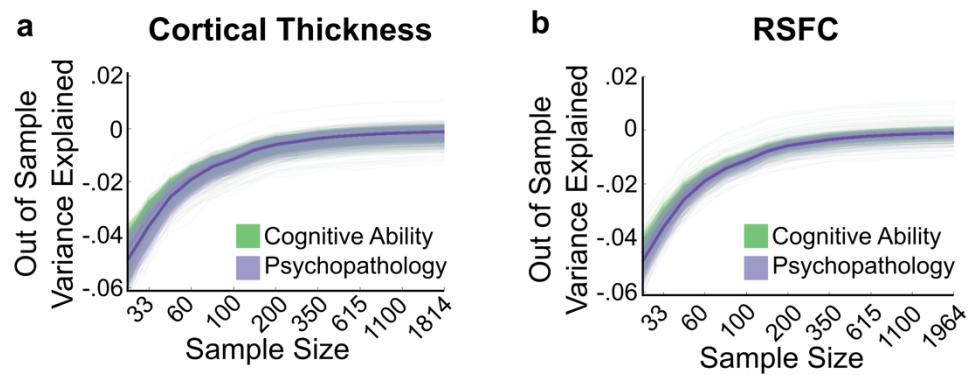 a Cortical Thickness
Out of Sample
Variance Explained
.02
0
-.02
-.04
-.06
Cognitive Ability
Psychopathology
33
60
100
200
350
615
1100
1814
Sample Size
b RSFC
Out of Sample
Variance Explained
.02
0
-.02
-.04
-.06
Cognitive Ability
Psychopathology
33
60
100
200
350
615
1100
1964
Sample Size